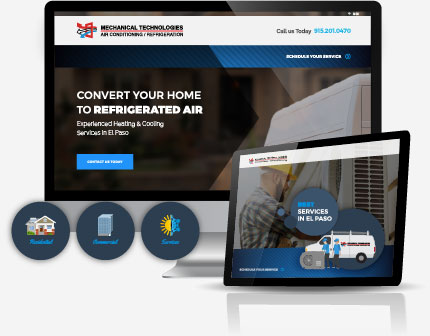 MECHANICAL TECHNOLOGIES
AIR CONDITIONING / REFRIGERATION
Call us Today 915.201.0470
SCHEDULE YOUR SERVICE
CONVERT YOUR HOME
TO REFRIGERATED AIR
Experienced Heating & Cooling
Services in El Paso
CONTACT US TODAY
MECHANICAL TECHNOLOGIES
BEST
SERVICES
IN EL PASO
SCHEDULE YOUR SERVICE
Residential
Commercial
Services